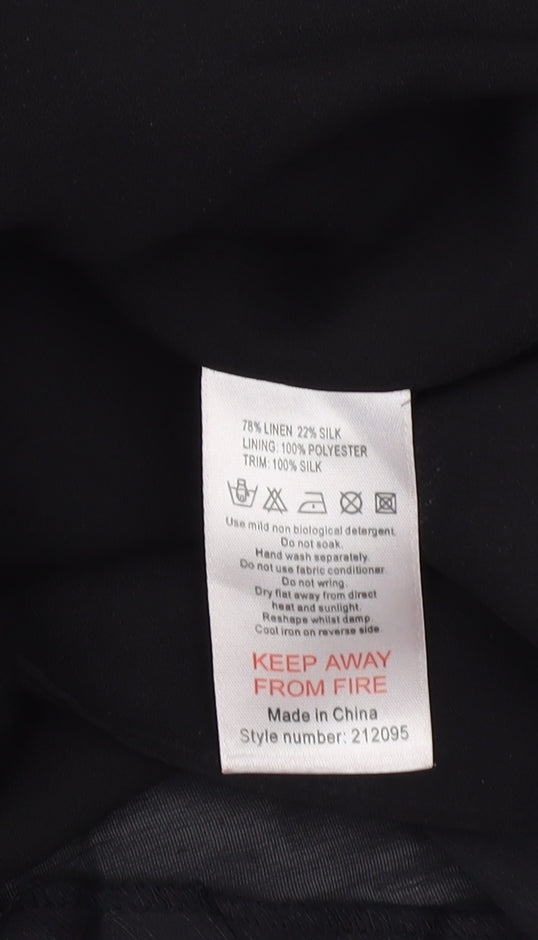 78% LINEN 22% SILK
LINING: 100% POLYESTER
TRIM: 100% SILK
Use mild non biological detergent.
Do not soak.
Hand wash separately.
Do not use fabric conditioner.
Do not wring.
Dry flat away from direct
heat and sunlight.
Reshape whilst damp.
Cool iron on reverse side.
KEEP AWAY
FROM FIRE
Made in China
Style number: 212095